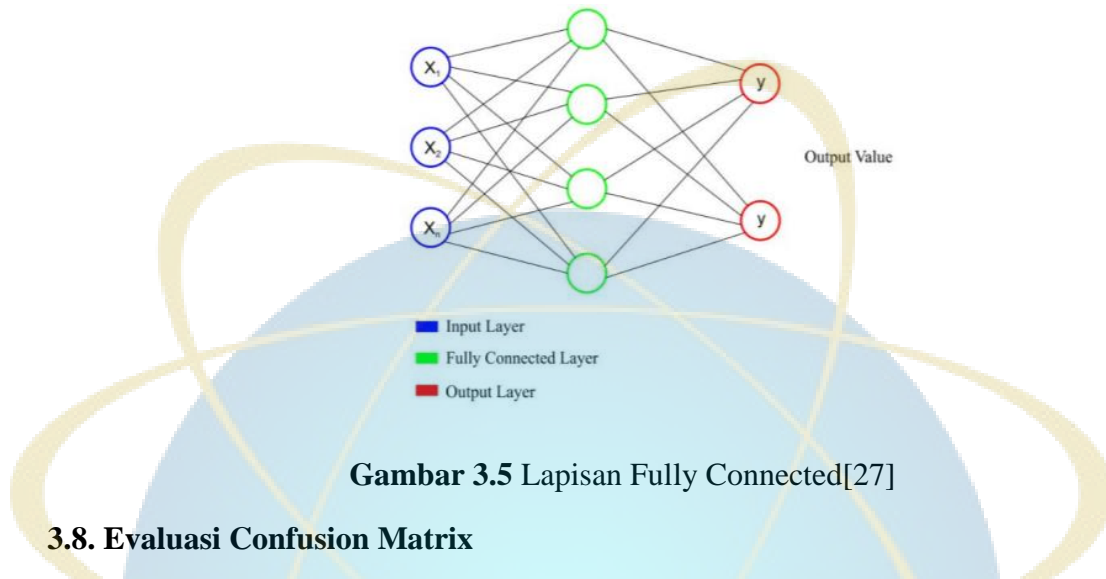 X₁
y
X₂
Output Value
Xₙ
y
Input Layer
Fully Connected Layer
Output Layer
Gambar 3.5 Lapisan Fully Connected[27]
3.8. Evaluasi Confusion Matrix